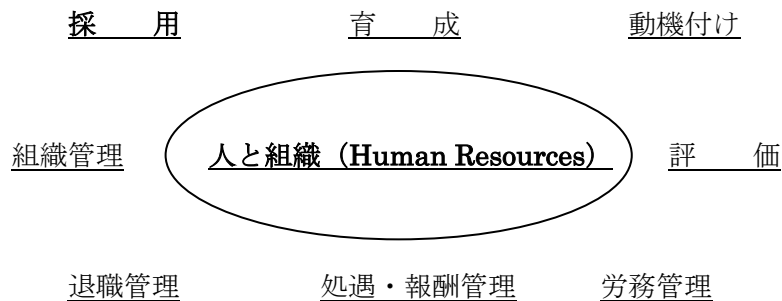 採　用　育　成　動機付け
組織管理　人と組織（Human Resources）　評　価
退職管理　処遇・報酬管理　労務管理